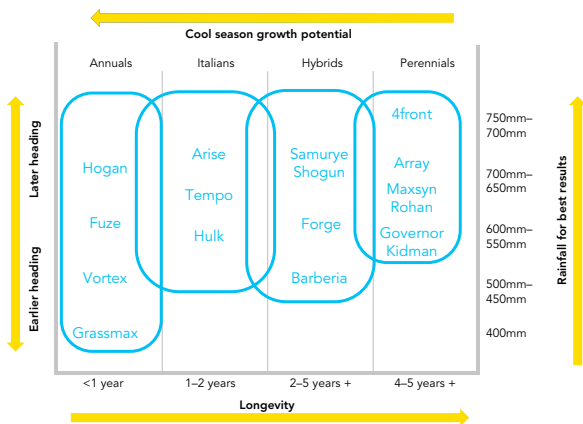 Cool season growth potential
Annuals
Italians
Hybrids
Perennials
Later heading
Earlier heading
Hogan
Fuze
Vortex
Grassmax
Arise
Tempo
Hulk
Samurye
Shogun
Forge
Barberia
4front
Array
Maxsyn
Rohan
Governor
Kidman
750mm–
700mm
700mm–
650mm
600mm–
550mm
500mm–
450mm
400mm
Rainfall for best results
<1 year
1–2 years
2–5 years +
4–5 years +
Longevity